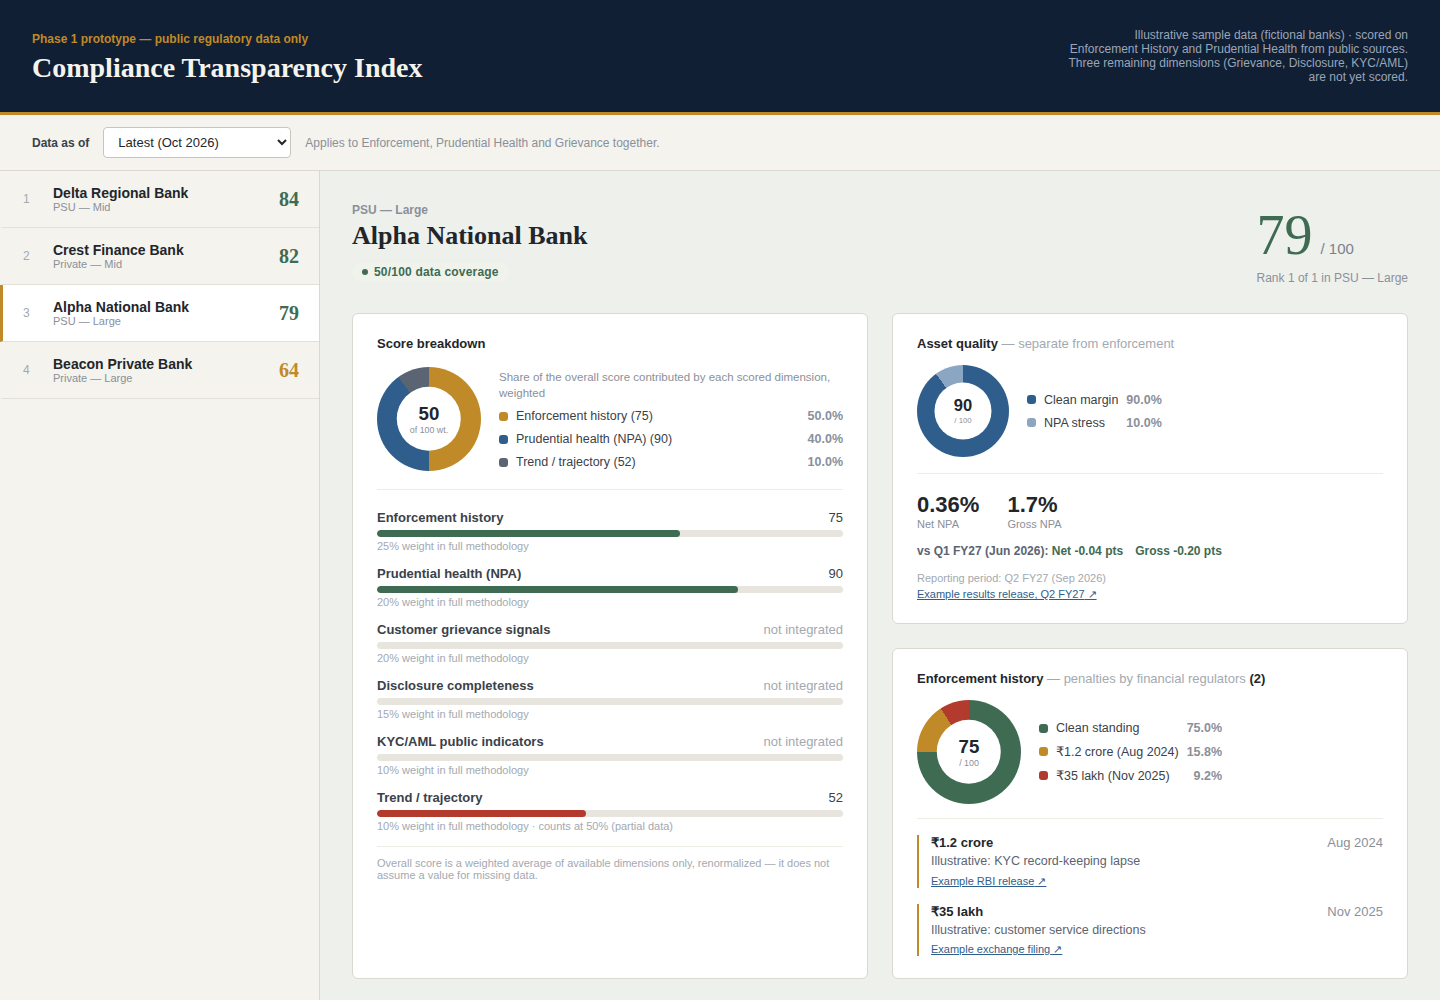 Phase 1 prototype — public regulatory data only
Compliance Transparency Index
Illustrative sample data (fictional banks) · scored on
Enforcement History and Prudential Health from public sources.
Three remaining dimensions (Grievance, Disclosure, KYC/AML)
are not yet scored.
Data as of
Latest (Oct 2026)
Applies to Enforcement, Prudential Health and Grievance together.
1
Delta Regional Bank
PSU — Mid
84
2
Crest Finance Bank
Private — Mid
82
3
Alpha National Bank
PSU — Large
79
4
Beacon Private Bank
Private — Large
64
PSU — Large
Alpha National Bank
50/100 data coverage
79 / 100
Rank 1 of 1 in PSU — Large
Score breakdown
50
of 100 wt.
Share of the overall score contributed by each scored dimension,
weighted
Enforcement history (75) 50.0%
Prudential health (NPA) (90) 40.0%
Trend / trajectory (52) 10.0%
Enforcement history 75
25% weight in full methodology
Prudential health (NPA) 90
20% weight in full methodology
Customer grievance signals not integrated
20% weight in full methodology
Disclosure completeness not integrated
15% weight in full methodology
KYC/AML public indicators not integrated
10% weight in full methodology
Trend / trajectory 52
10% weight in full methodology · counts at 50% (partial data)
Overall score is a weighted average of available dimensions only, renormalized — it does not
assume a value for missing data.
Asset quality — separate from enforcement
90
/ 100
Clean margin 90.0%
NPA stress 10.0%
0.36% 1.7%
Net NPA Gross NPA
vs Q1 FY27 (Jun 2026): Net -0.04 pts Gross -0.20 pts
Reporting period: Q2 FY27 (Sep 2026)
Example results release, Q2 FY27 ↗
Enforcement history — penalties by financial regulators (2)
75
/ 100
Clean standing 75.0%
₹1.2 crore (Aug 2024) 15.8%
₹35 lakh (Nov 2025) 9.2%
₹1.2 crore Aug 2024
Illustrative: KYC record-keeping lapse
Example RBI release ↗
₹35 lakh Nov 2025
Illustrative: customer service directions
Example exchange filing ↗